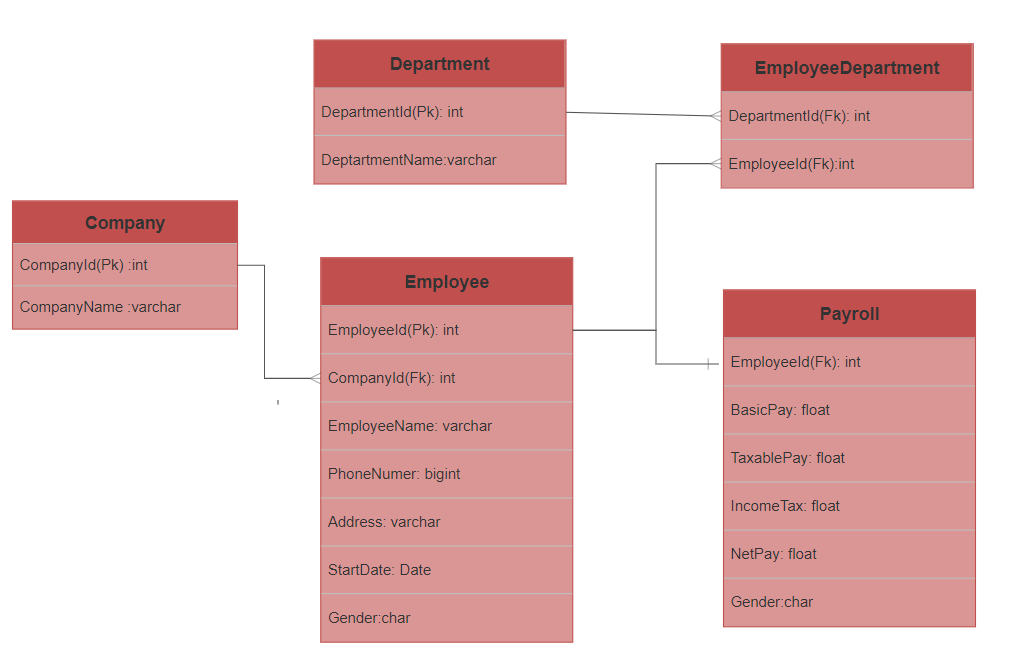 Department
DepartmentId(Pk): int
DeptartmentName:varchar
EmployeeDepartment
DepartmentId(Fk): int
EmployeeId(Fk):int
Company
CompanyId(Pk) :int
CompanyName :varchar
Employee
EmployeeId(Pk): int
CompanyId(Fk): int
EmployeeName: varchar
PhoneNumer: bigint
Address: varchar
StartDate: Date
Gender:char
Payroll
EmployeeId(Fk): int
BasicPay: float
TaxablePay: float
IncomeTax: float
NetPay: float
Gender:char